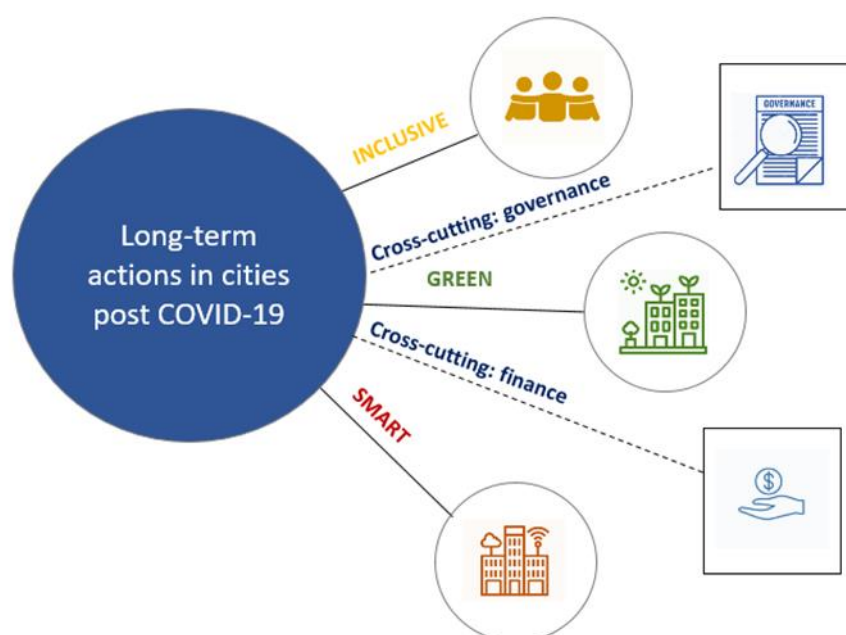 Long-term
actions in cities
post COVID-19
INCLUSIVE
Cross-cutting: governance
GOVERNANCE
GREEN
Cross-cutting: finance
$
SMART